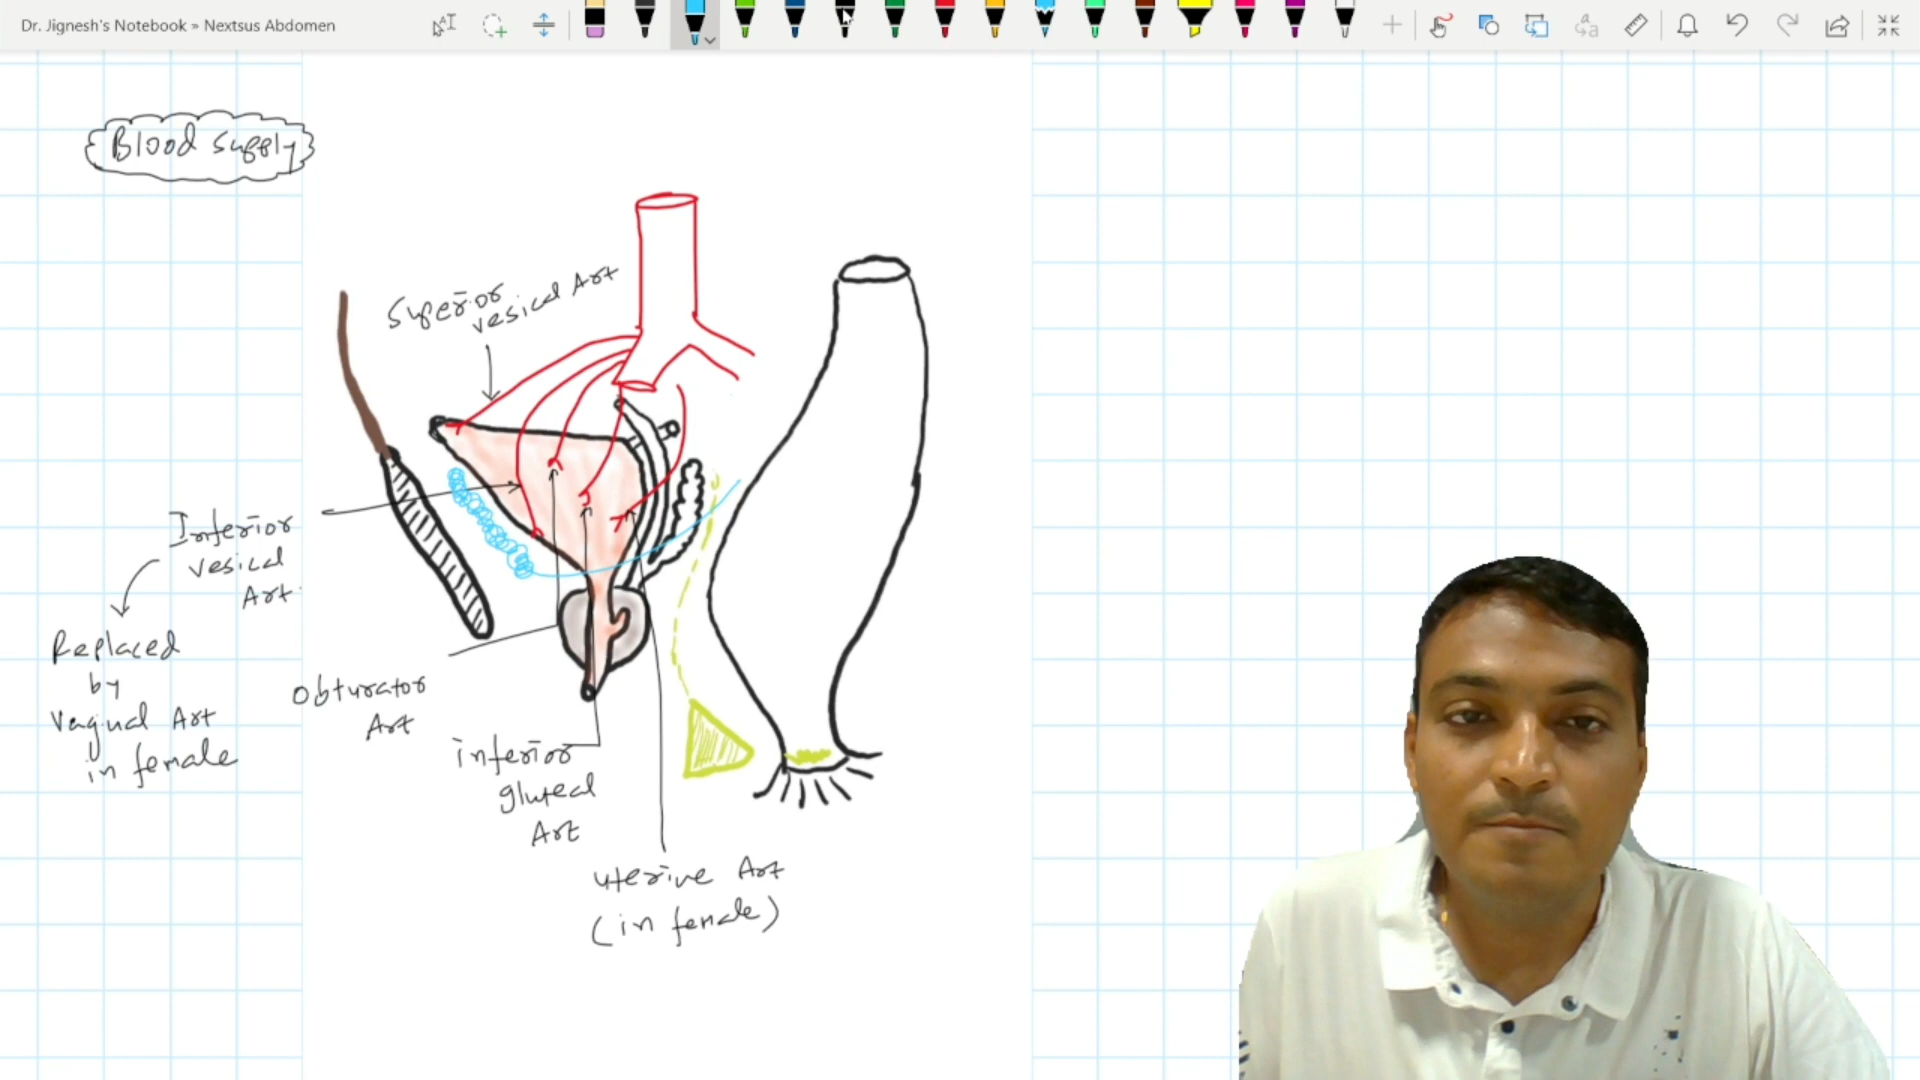 Dr. Jignesh's Notebook » Nextsus Abdomen
Blood Supply
Superior
vesical Art
Inferior
vesical
Art.
Replaced
by
Vaginal Art
in female
Obturator
Art
inferior
gluteal
Art
uterine Art
(in female)